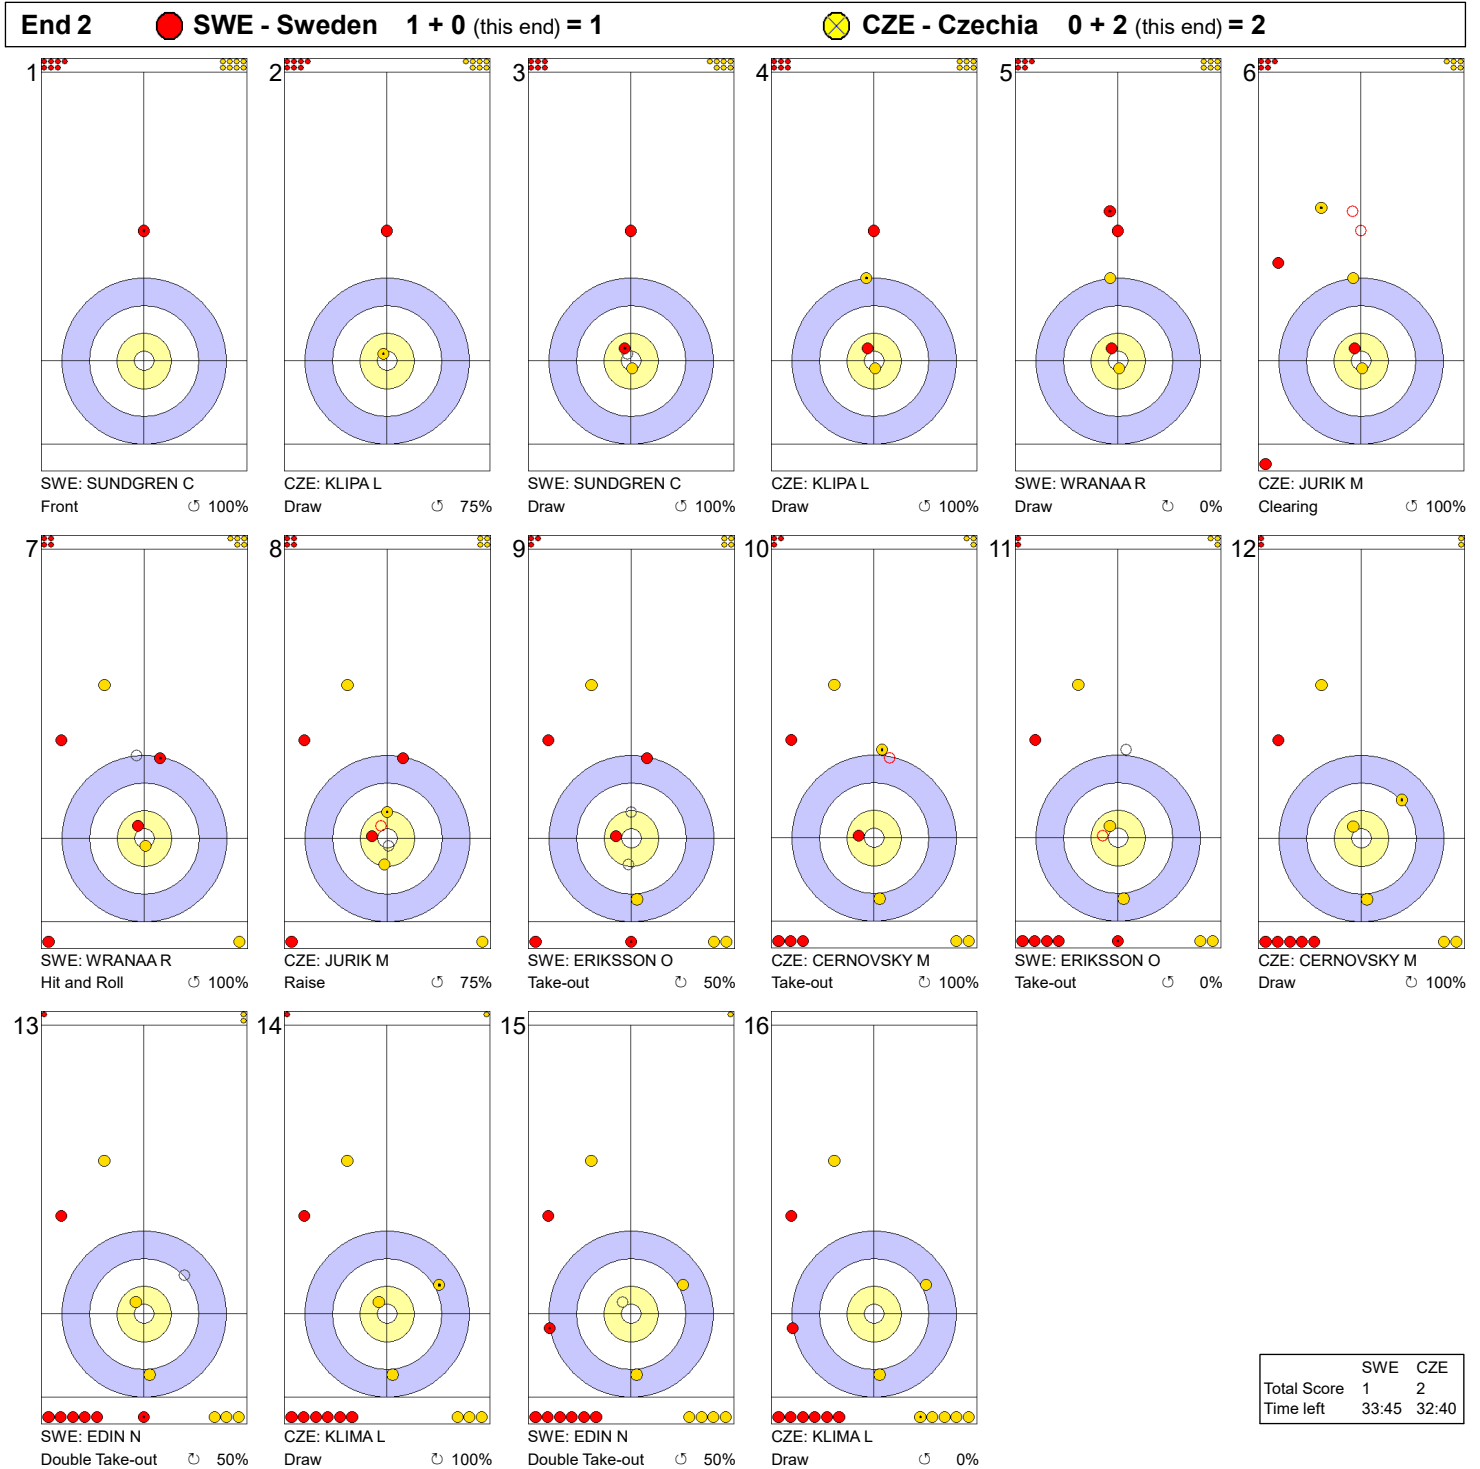 End 2 SWE - Sweden 1 + 0 (this end) = 1 CZE - Czechia 0 + 2 (this end) = 2
1 2 3 4 5 6
SWE: SUNDGREN C CZE: KLIPA L SWE: SUNDGREN C CZE: KLIPA L SWE: WRANAA R CZE: JURIK M
Front ↺ 100% Draw ↺ 75% Draw ↺ 100% Draw ↺ 100% Draw ↻ 0% Clearing ↺ 100%
7 8 9 10 11 12
SWE: WRANAA R CZE: JURIK M SWE: ERIKSSON O CZE: CERNOVSKY M SWE: ERIKSSON O CZE: CERNOVSKY M
Hit and Roll ↺ 100% Raise ↺ 75% Take-out ↻ 50% Take-out ↻ 100% Take-out ↻ 0% Draw ↻ 100%
13 14 15 16
SWE: EDIN N CZE: KLIMA L SWE: EDIN N CZE: KLIMA L
Double Take-out ↻ 50% Draw ↻ 100% Double Take-out ↺ 50% Draw ↺ 0%
SWE CZE
Total Score 1 2
Time left 33:45 32:40